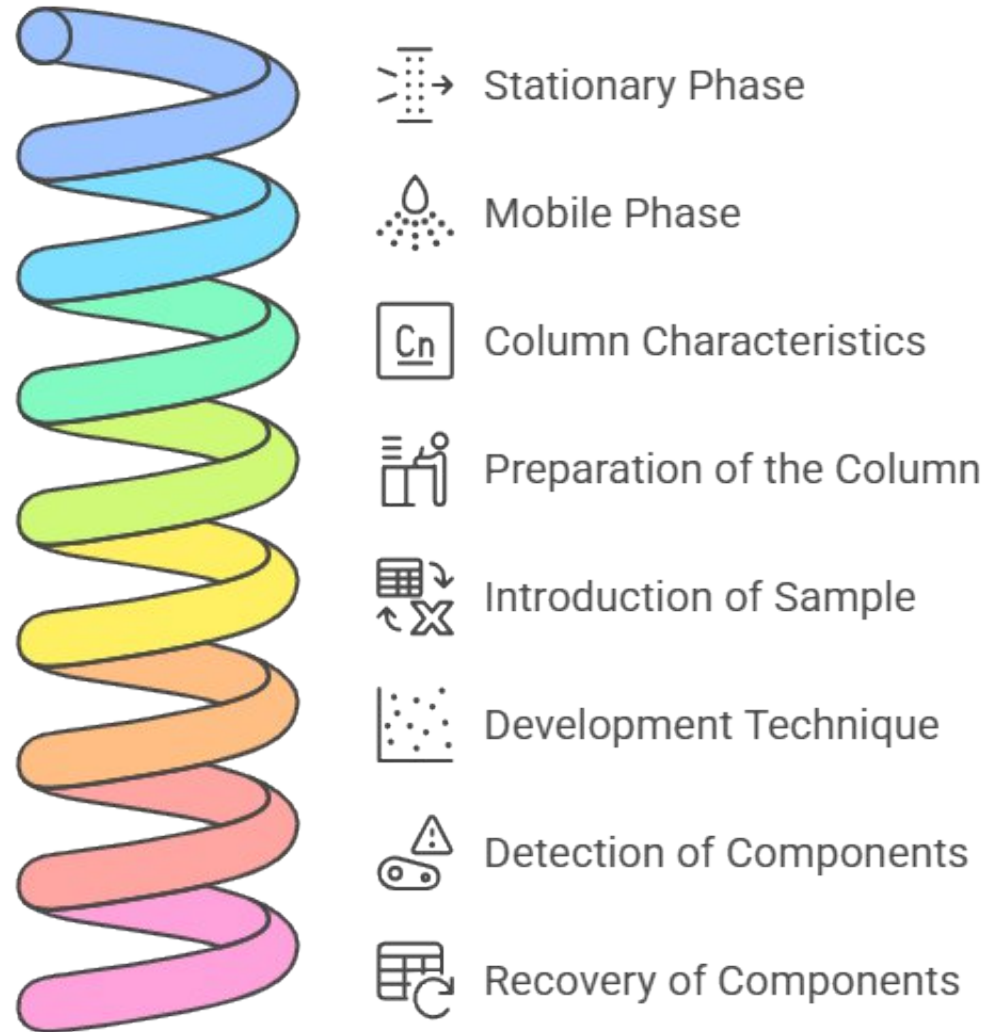 Stationary Phase
Mobile Phase
Cn
Column Characteristics
Preparation of the Column
Introduction of Sample
Development Technique
Detection of Components
Recovery of Components